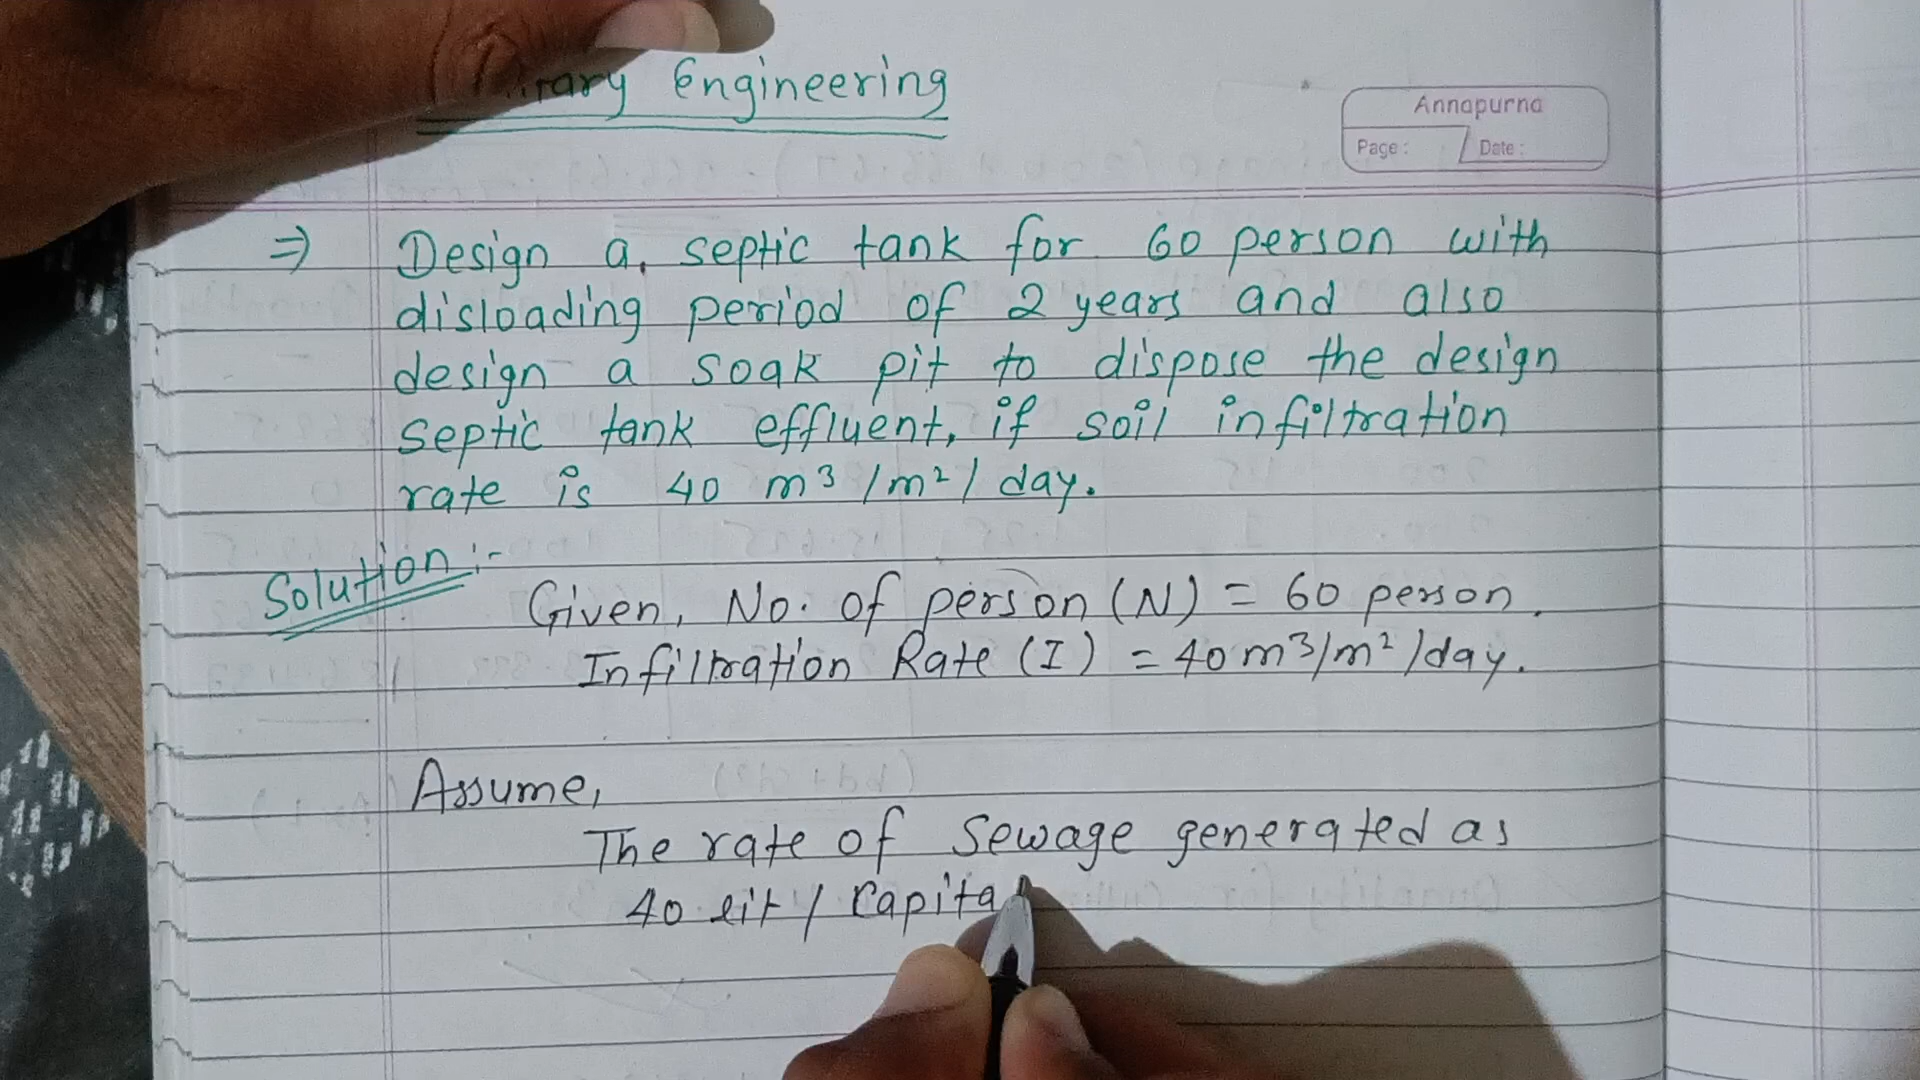 Engineering
Annapurna
Page: Date:
=) Design a septic tank for 60 person with
disloading period of 2 years and also
design a soak pit to dispose the design
septic tank effluent, if soil infiltration
rate is 40 m³/m²/day.
Solution:-
Given, No. of person (N) = 60 person.
Infiltration Rate (I) = 40 m³/m²/day.
Assume,
The rate of sewage generated as
40 lit/capita